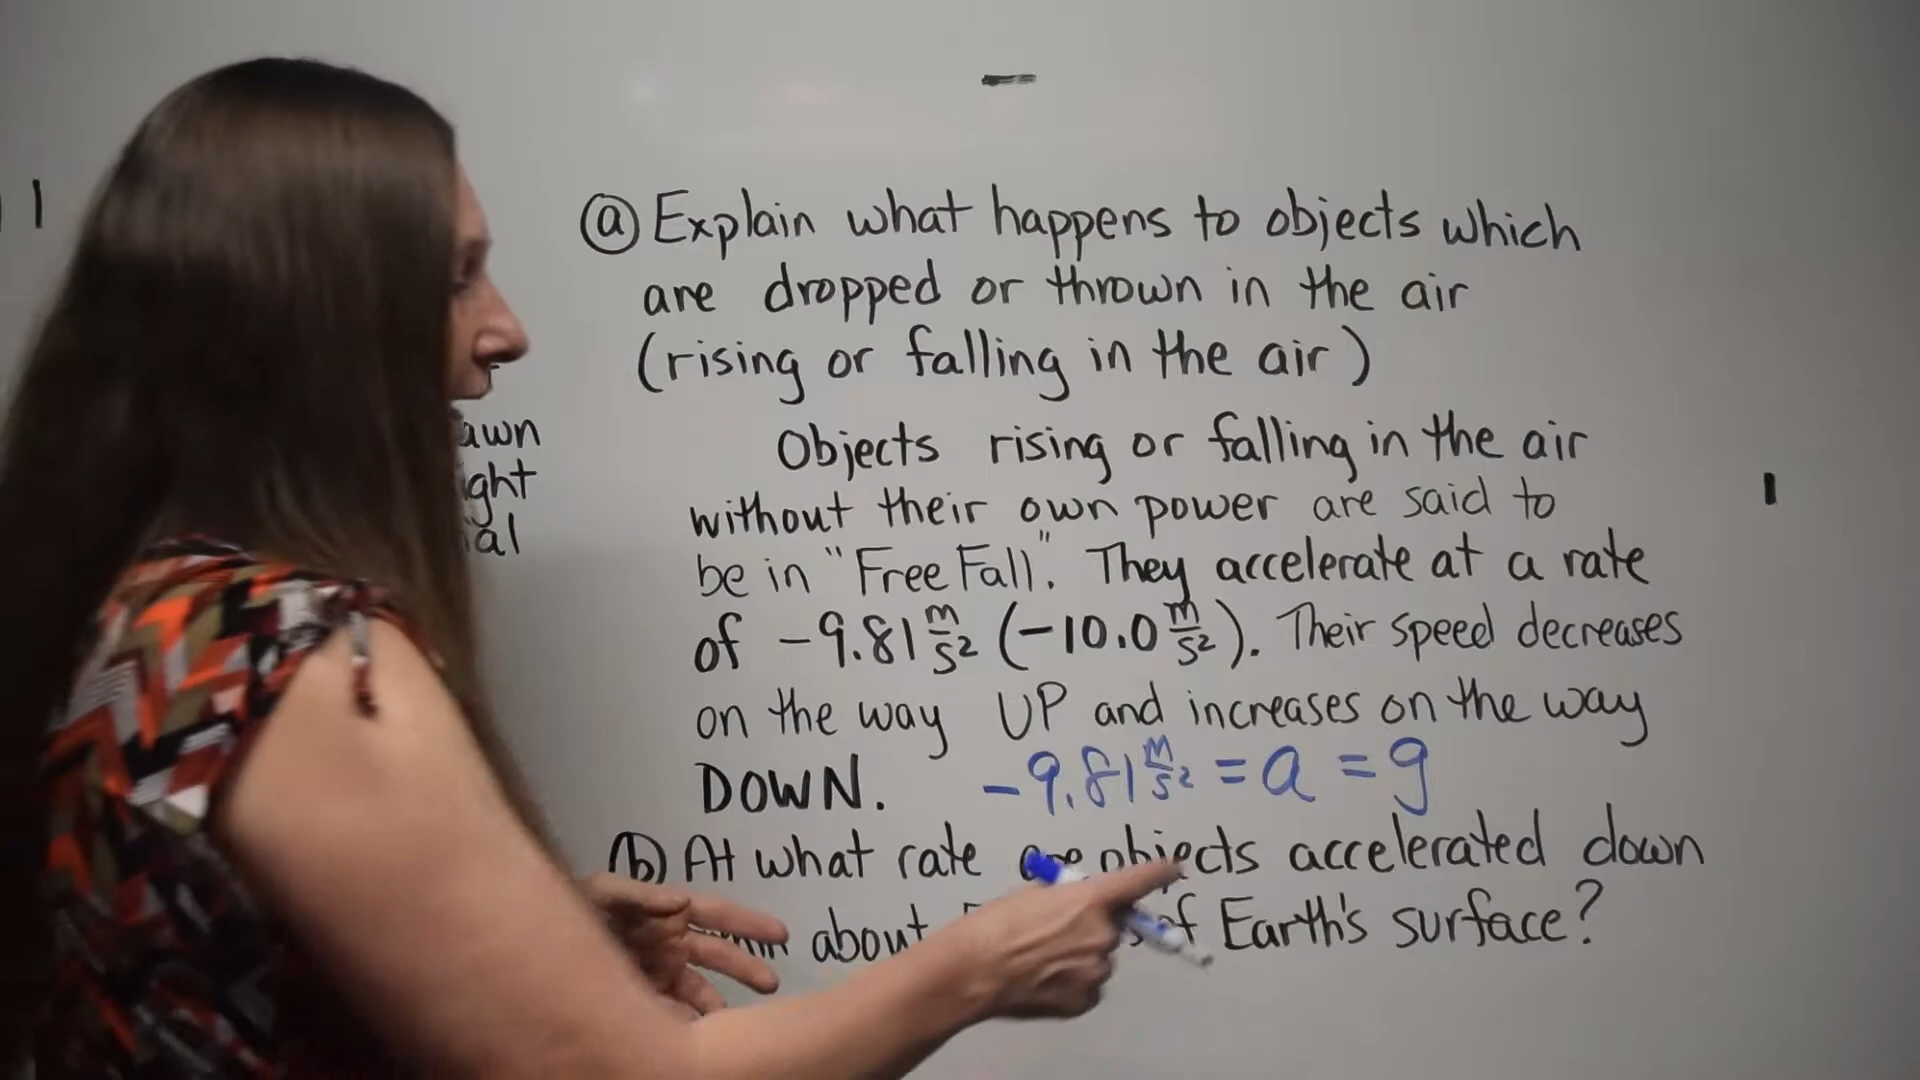 ⓐ Explain what happens to objects which
are dropped or thrown in the air
(rising or falling in the air)
Objects rising or falling in the air
without their own power are said to
be in "Free Fall". They accelerate at a rate
of -9.81 m/s² (-10.0 m/s²). Their speed decreases
on the way UP and increases on the way
DOWN. -9.81 m/s² = a = g
ⓑ At what rate are objects accelerated down
about of Earth's surface?